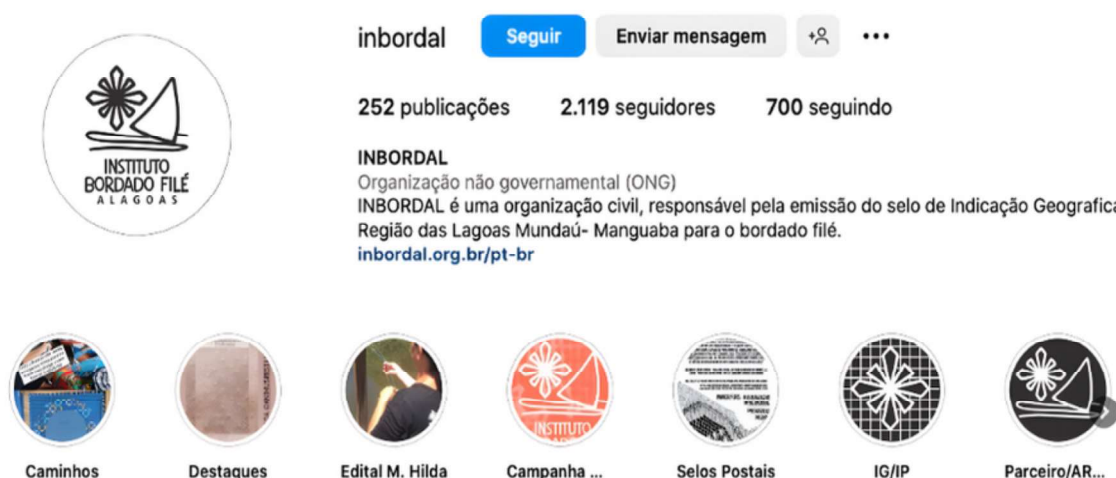 inbordal
Seguir
Enviar mensagem
252 publicações
2.119 seguidores
700 seguindo
INSTITUTO
BORDADO FILÉ
ALAGOAS
INBORDAL
Organização não governamental (ONG)
INBORDAL é uma organização civil, responsável pela emissão do selo de Indicação Geografica
Região das Lagoas Mundaú- Manguaba para o bordado filé.
inbordal.org.br/pt-br
INSTITUTO
Caminhos
Destaques
Edital M. Hilda
Campanha ...
Selos Postais
IG/IP
Parceiro/AR...